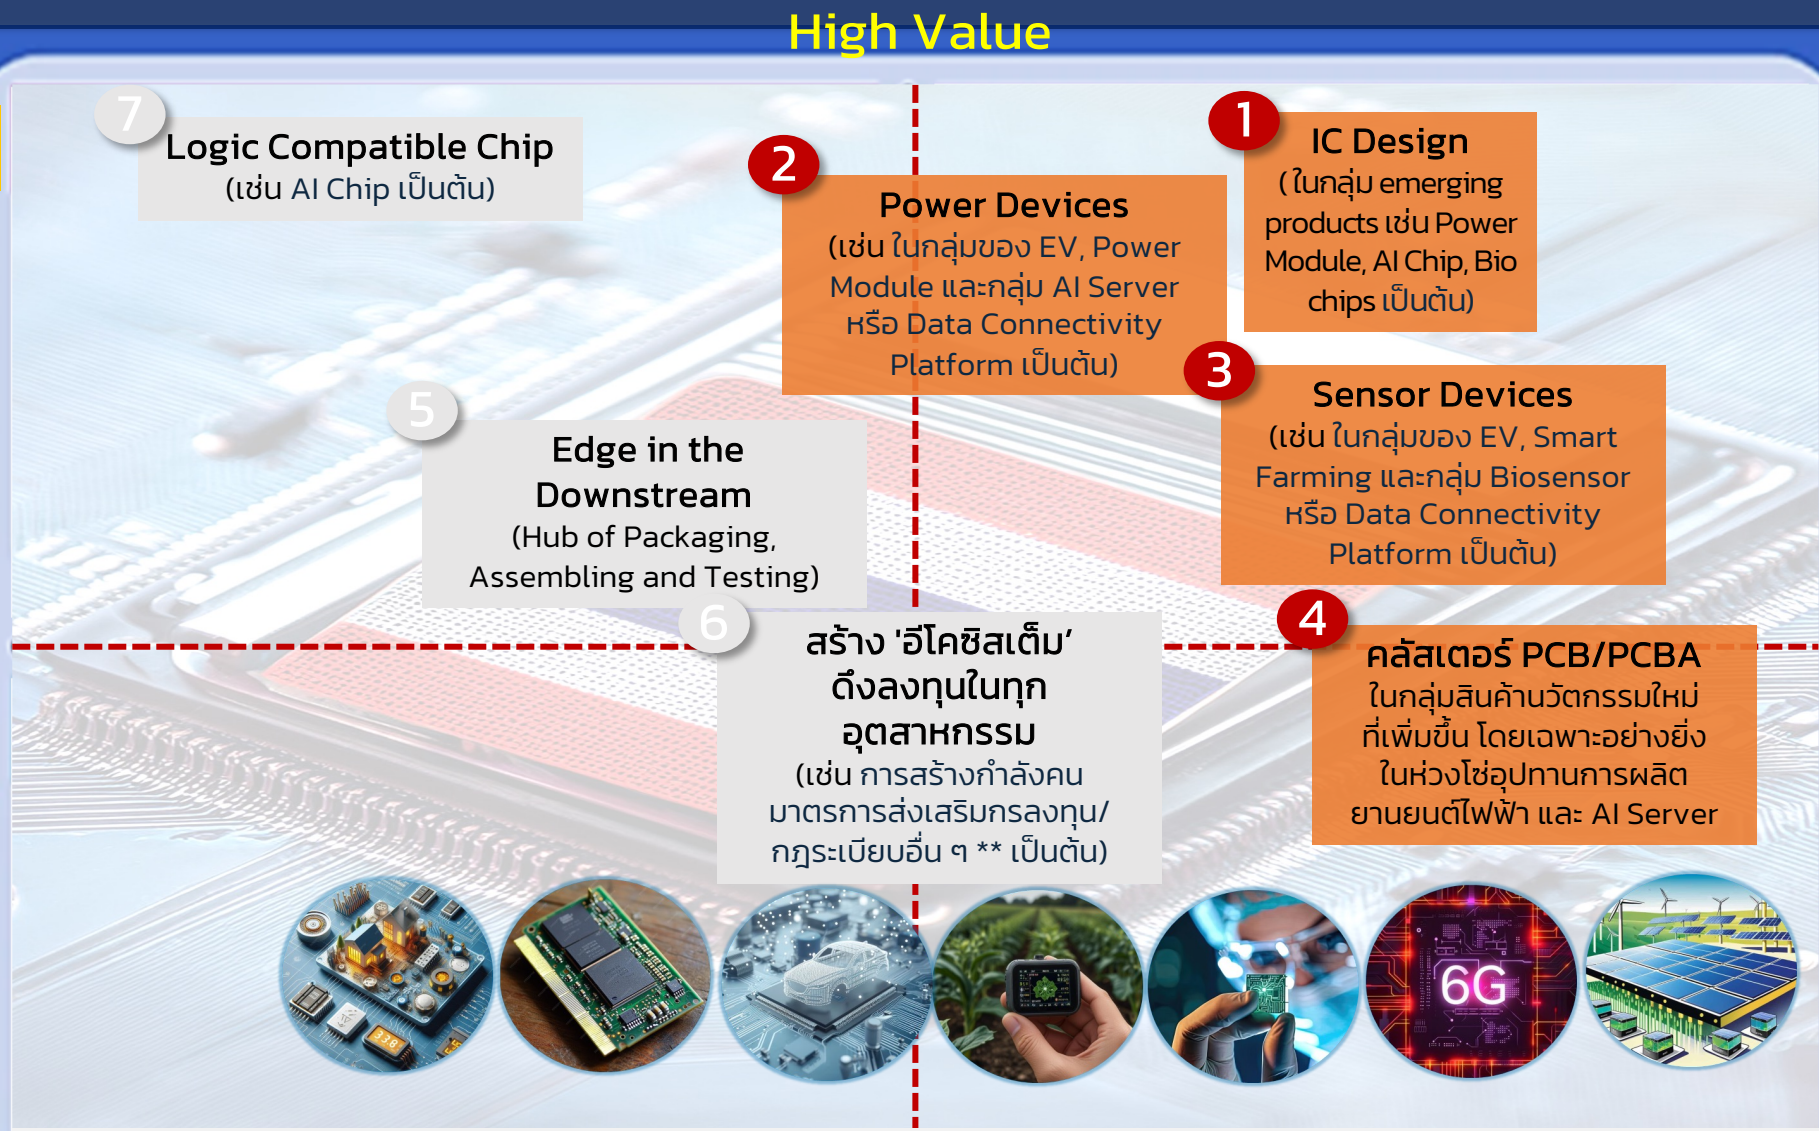 High Value
7
Logic Compatible Chip
(เช่น AI Chip เป็นต้น)
1
IC Design
( ในกลุ่ม emerging
products เช่น Power
Module, AI Chip, Bio
chips เป็นต้น)
2
Power Devices
(เช่น ในกลุ่มของ EV, Power
Module และกลุ่ม AI Server
หรือ Data Connectivity
Platform เป็นต้น)
3
Sensor Devices
(เช่น ในกลุ่มของ EV, Smart
Farming และกลุ่ม Biosensor
หรือ Data Connectivity
Platform เป็นต้น)
5
Edge in the
Downstream
(Hub of Packaging,
Assembling and Testing)
6
สร้าง 'อีโคซิสเต็ม’
ดึงลงทุนในทุก
อุตสาหกรรม
(เช่น การสร้างกำลังคน
มาตรการส่งเสริมกรลงทุน/
กฎระเบียบอื่น ๆ ** เป็นต้น)
4
คลัสเตอร์ PCB/PCBA
ในกลุ่มสินค้านวัตกรรมใหม่
ที่เพิ่มขึ้น โดยเฉพาะอย่างยิ่ง
ในห่วงโซ่อุปทานการผลิต
ยานยนต์ไฟฟ้า และ AI Server
6G